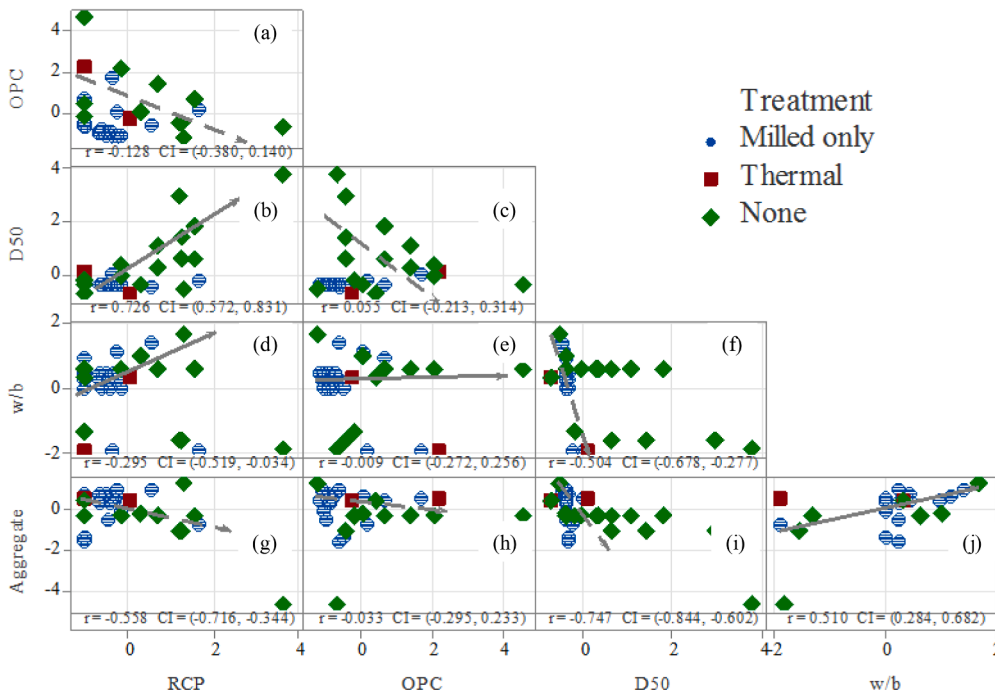 4
(a)
2
OPC
0
r = -0.128 CI = (-0.380, 0.140)
Treatment
Milled only
Thermal
None
4
(b)
(c)
2
D50
0
r = 0.726 CI = (0.572, 0.831)
r = 0.055 CI = (-0.213, 0.314)
2
(d)
(e)
(f)
w/b
0
-2
r = -0.295 CI = (-0.519, -0.034)
r = -0.009 CI = (-0.272, 0.256)
r = -0.504 CI = (-0.678, -0.277)
0
Aggregate
-2
(g)
(h)
(i)
(j)
-4
r = -0.558 CI = (-0.716, -0.344)
r = -0.033 CI = (-0.295, 0.233)
r = -0.747 CI = (-0.844, -0.602)
r = 0.510 CI = (0.284, 0.682)
0 2 4 0 2 4 0 2 4 -2 0 2
RCP OPC D50 w/b